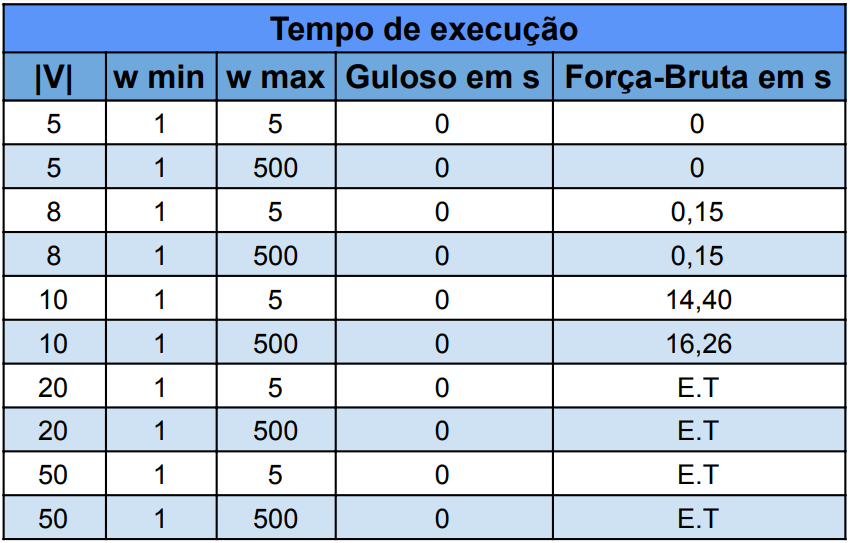 Tempo de execução
|V| w min w max Guloso em s Força-Bruta em s
5 1 5 0 0
5 1 500 0 0
8 1 5 0 0,15
8 1 500 0 0,15
10 1 5 0 14,40
10 1 500 0 16,26
20 1 5 0 E.T
20 1 500 0 E.T
50 1 5 0 E.T
50 1 500 0 E.T